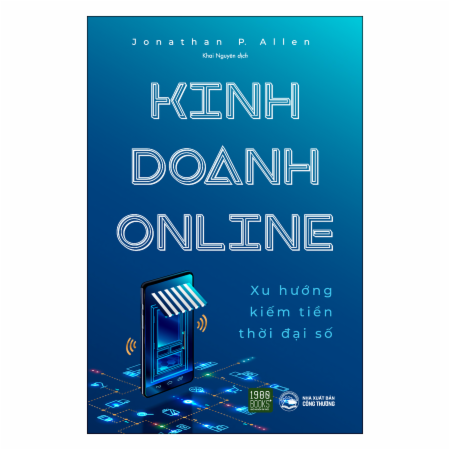 Jonathan P. Allen
Khai Nguyên dịch
KINH
DOANH
ONLINE
Xu hướng
kiếm tiền
thời đại số
1980
BOOKS
NHÀ XUẤT BẢN
CÔNG THƯƠNG